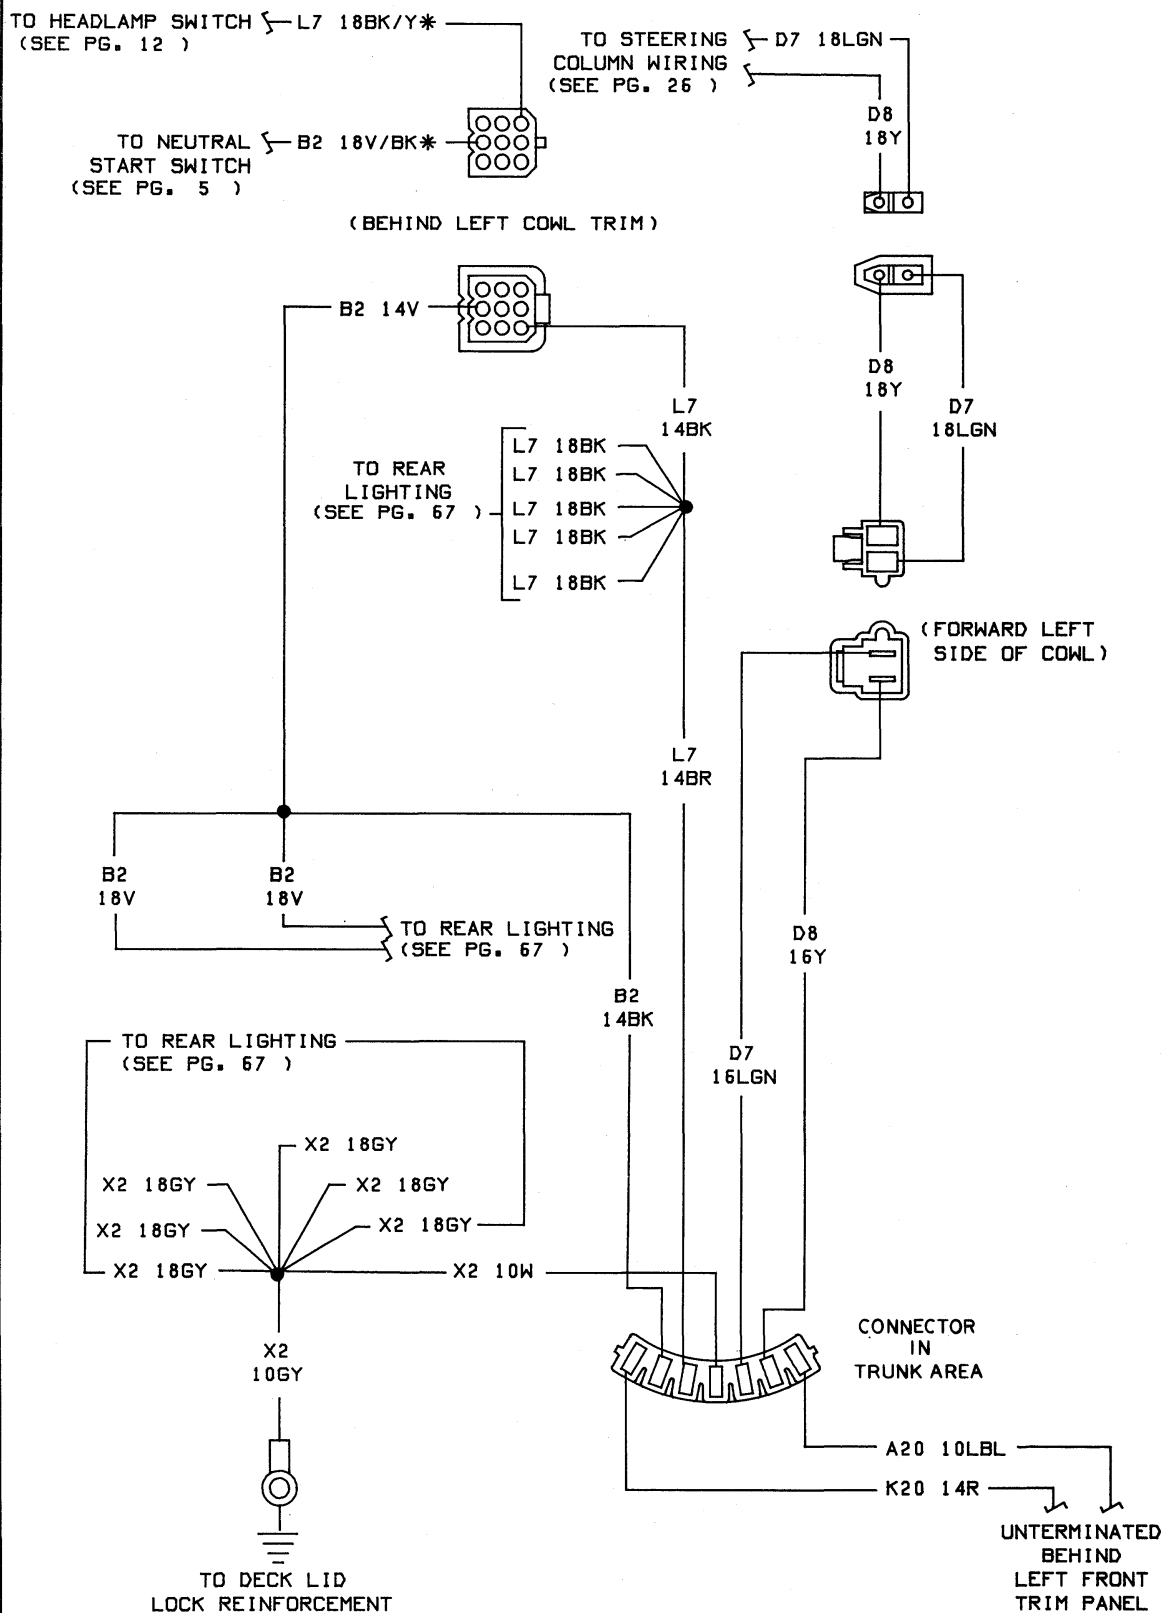 TO HEADLAMP SWITCH
(SEE PG. 12 )
L7 18BK/Y*
TO STEERING
COLUMN WIRING
(SEE PG. 26 )
D7 18LGN
D8
18Y
TO NEUTRAL
START SWITCH
(SEE PG. 5 )
B2 18V/BK*
(BEHIND LEFT COWL TRIM)
B2 14V
D8
18Y
D7
18LGN
L7
14BK
TO REAR
LIGHTING
(SEE PG. 67 )
L7 18BK
L7 18BK
L7 18BK
L7 18BK
L7 18BK
(FORWARD LEFT
SIDE OF COWL)
L7
14BR
B2
18V
B2
18V
TO REAR LIGHTING
(SEE PG. 67 )
D8
16Y
B2
14BK
TO REAR LIGHTING
(SEE PG. 67 )
D7
16LGN
X2 18GY
X2 18GY
X2 18GY
X2 18GY
X2 18GY
X2 18GY
X2 10W
X2
10GY
CONNECTOR
IN
TRUNK AREA
A20 10LBL
K20 14R
UNTERMINATED
BEHIND
LEFT FRONT
TRIM PANEL
TO DECK LID
LOCK REINFORCEMENT